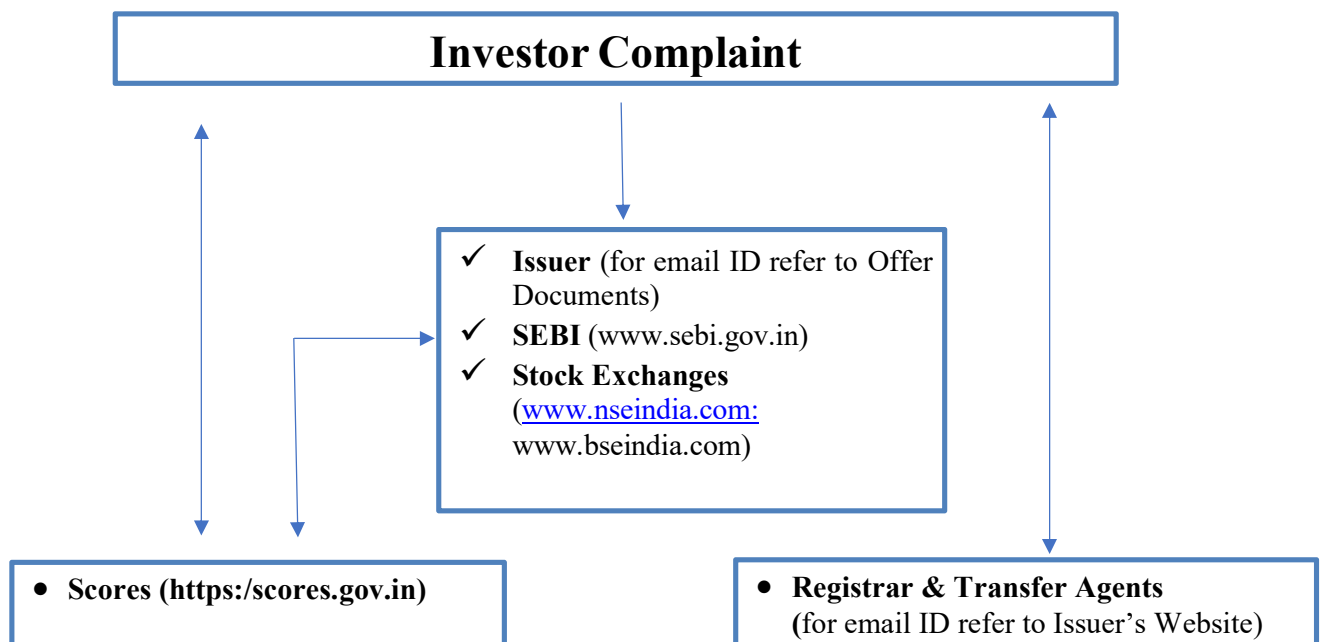 Investor Complaint
✓ Issuer (for email ID refer to Offer
Documents)
✓ SEBI (www.sebi.gov.in)
✓ Stock Exchanges
(www.nseindia.com:
www.bseindia.com)
• Scores (https:/scores.gov.in)
• Registrar & Transfer Agents
(for email ID refer to Issuer’s Website)